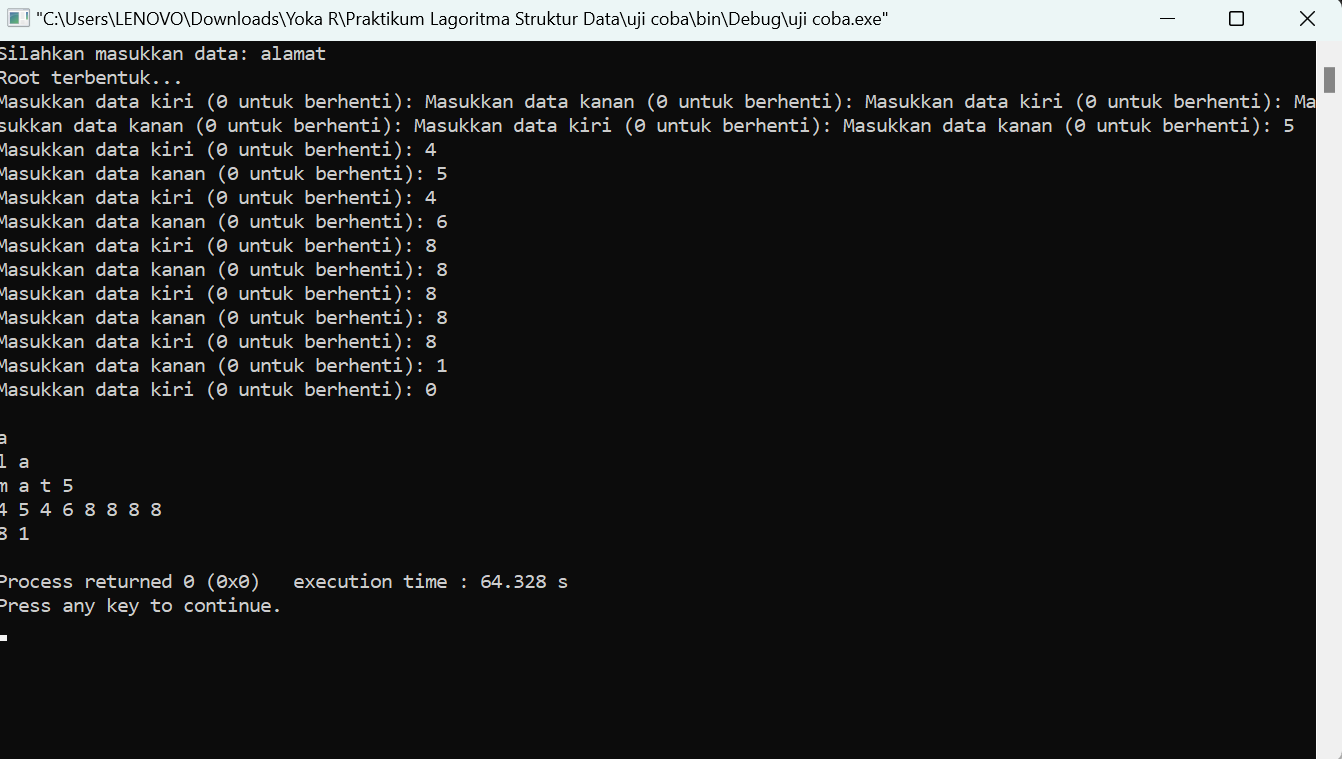 "C:\Users\LENOVO\Downloads\Yoka R\Praktikum Lagoritma Struktur Data\uji coba\bin\Debug\uji coba.exe"
Silahkan masukkan data: alamat
Root terbentuk...
Masukkan data kiri (0 untuk berhenti): Masukkan data kanan (0 untuk berhenti): Masukkan data kiri (0 untuk berhenti): Ma
sukkan data kanan (0 untuk berhenti): Masukkan data kiri (0 untuk berhenti): Masukkan data kanan (0 untuk berhenti): 5
Masukkan data kiri (0 untuk berhenti): 4
Masukkan data kanan (0 untuk berhenti): 5
Masukkan data kiri (0 untuk berhenti): 4
Masukkan data kanan (0 untuk berhenti): 6
Masukkan data kiri (0 untuk berhenti): 8
Masukkan data kanan (0 untuk berhenti): 8
Masukkan data kiri (0 untuk berhenti): 8
Masukkan data kanan (0 untuk berhenti): 8
Masukkan data kiri (0 untuk berhenti): 8
Masukkan data kanan (0 untuk berhenti): 1
Masukkan data kiri (0 untuk berhenti): 0
a
l a
m a t 5
4 5 4 6 8 8 8 8
8 1
Process returned 0 (0x0)   execution time : 64.328 s
Press any key to continue.